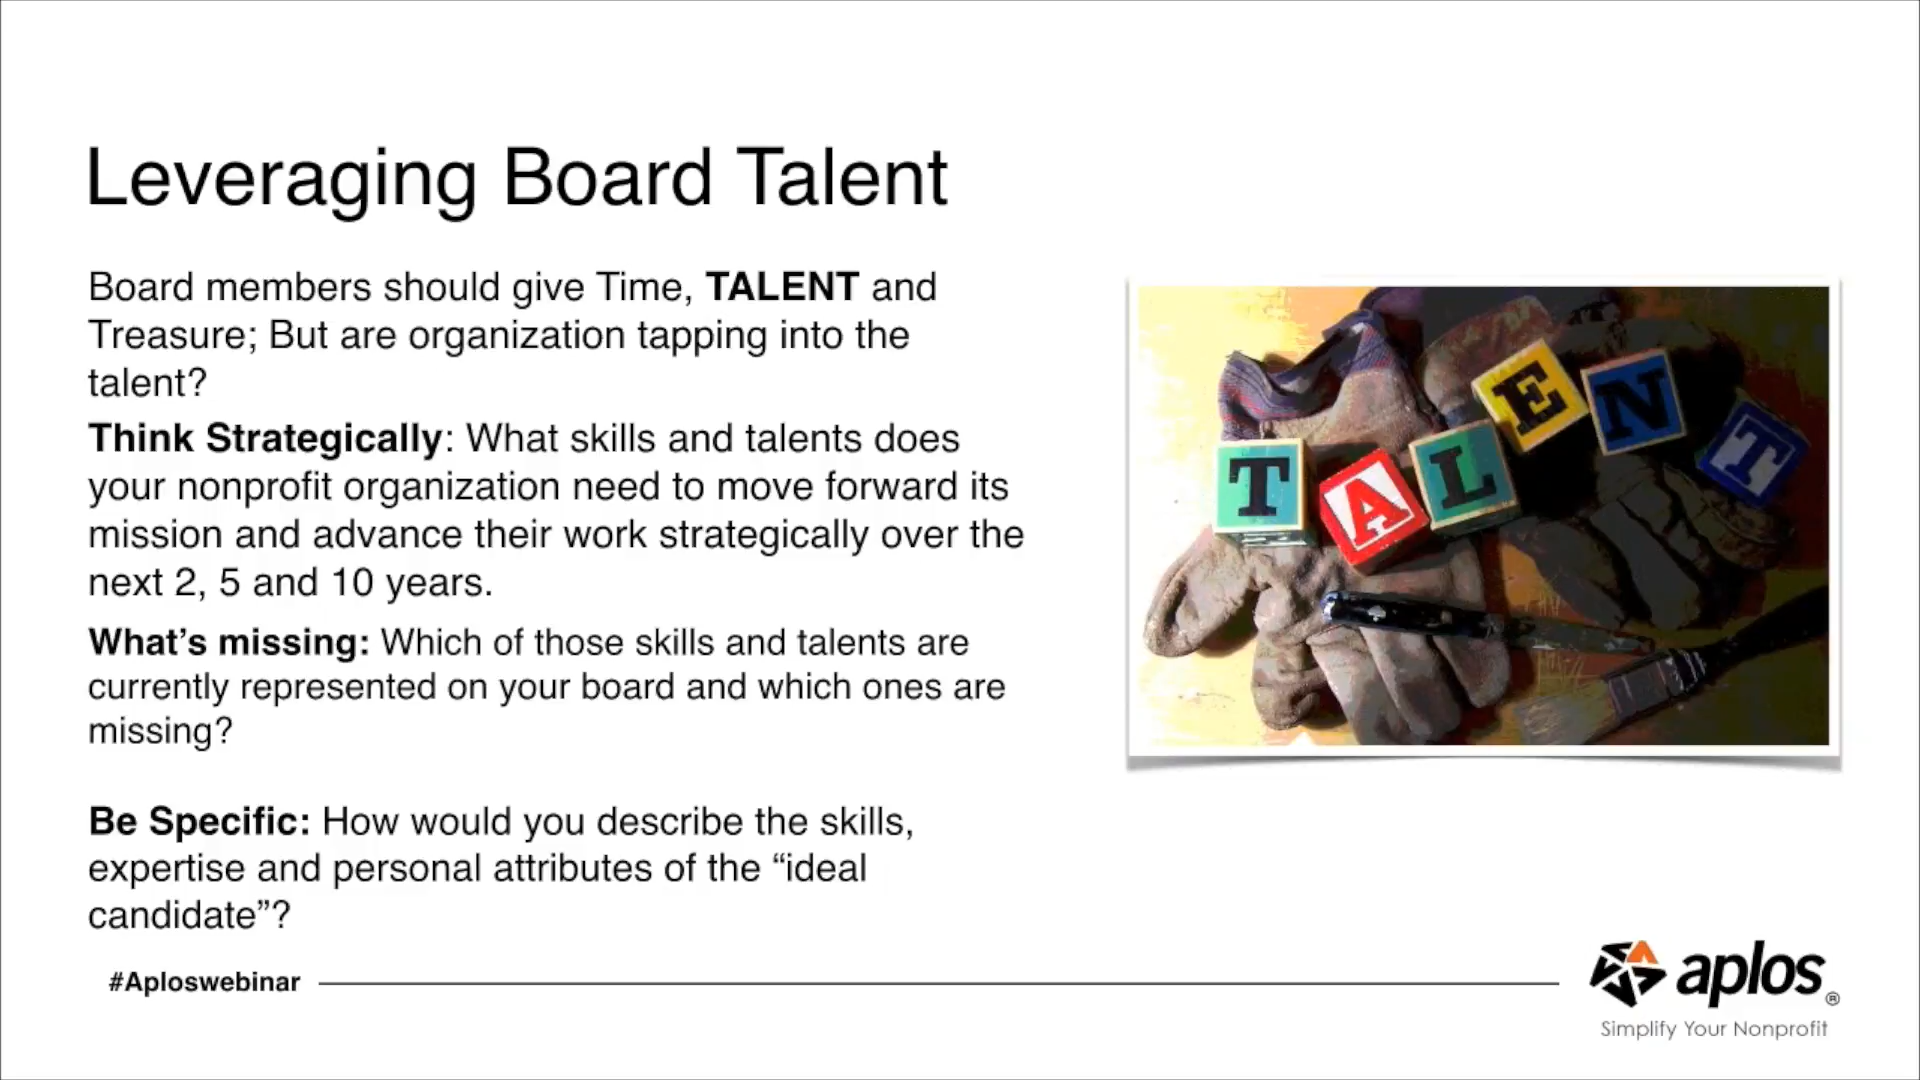 Leveraging Board Talent
Board members should give Time, TALENT and
Treasure; But are organization tapping into the
talent?
Think Strategically: What skills and talents does
your nonprofit organization need to move forward its
mission and advance their work strategically over the
next 2, 5 and 10 years.
What’s missing: Which of those skills and talents are
currently represented on your board and which ones are
missing?
Be Specific: How would you describe the skills,
expertise and personal attributes of the “ideal
candidate”?
TALENT
#Aploswebinar
aplos®
Simplify Your Nonprofit